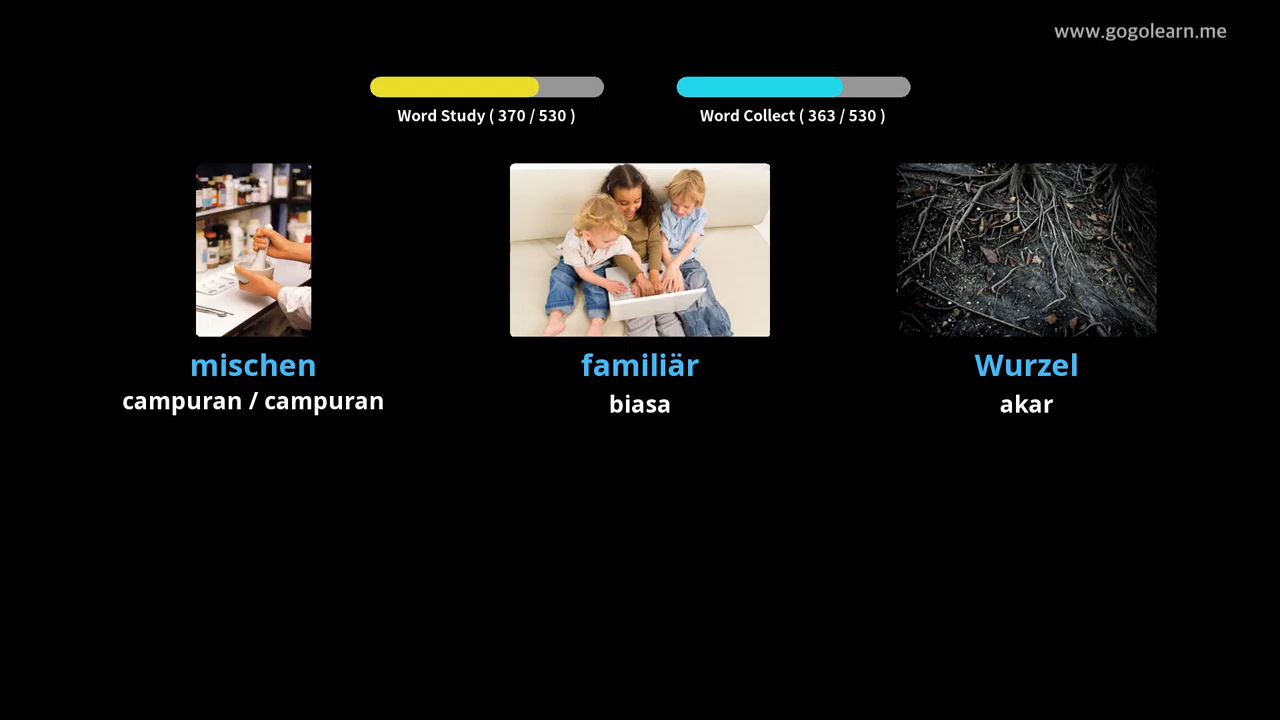 www.gogolearn.me
Word Study ( 370 / 530 )
Word Collect ( 363 / 530 )
mischen
campuran / campuran
familiär
biasa
Wurzel
akar